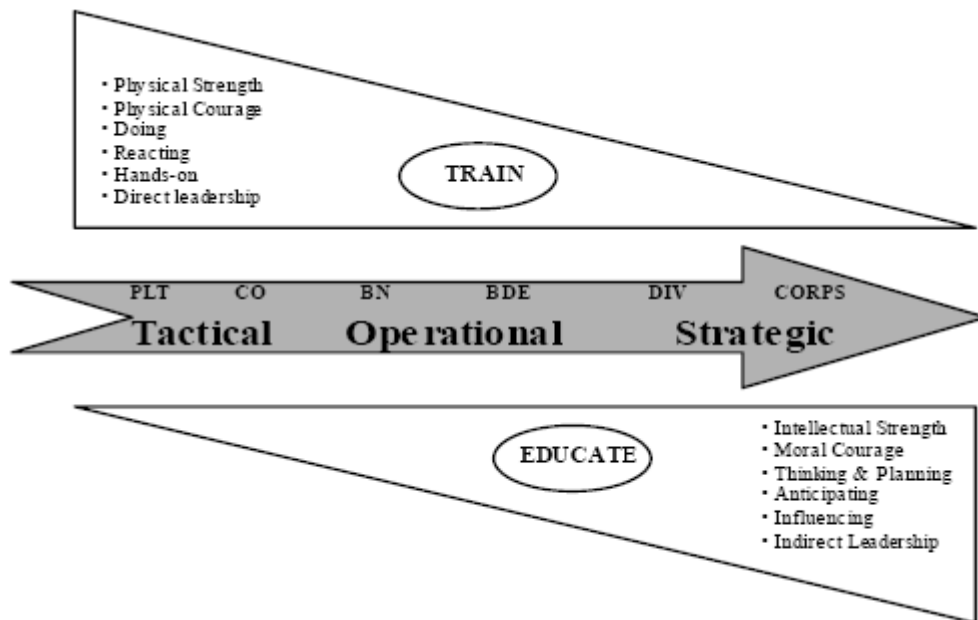 · Physical Strength
· Physical Courage
· Doing
· Reacting
· Hands-on
· Direct leadership
TRAIN
PLT CO BN BDE DIV CORPS
Tactical Operational Strategic
EDUCATE
· Intellectual Strength
· Moral Courage
· Thinking & Planning
· Anticipating
· Influencing
· Indirect Leadership